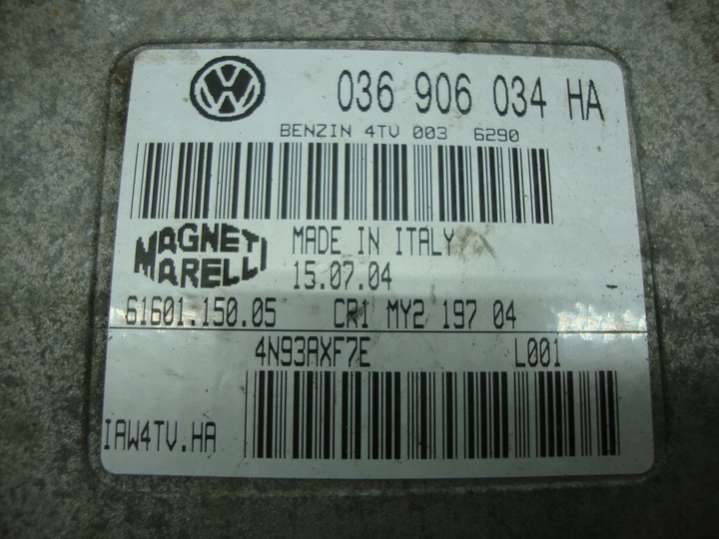 036 906 034 HA
BENZIN 4TV 003 6290
MAGNETI
MARELLI
MADE IN ITALY
15.07.04
61601.150.05 CR1 MY2 197 04
4N93AXF7E L001
IAW4TV.HA